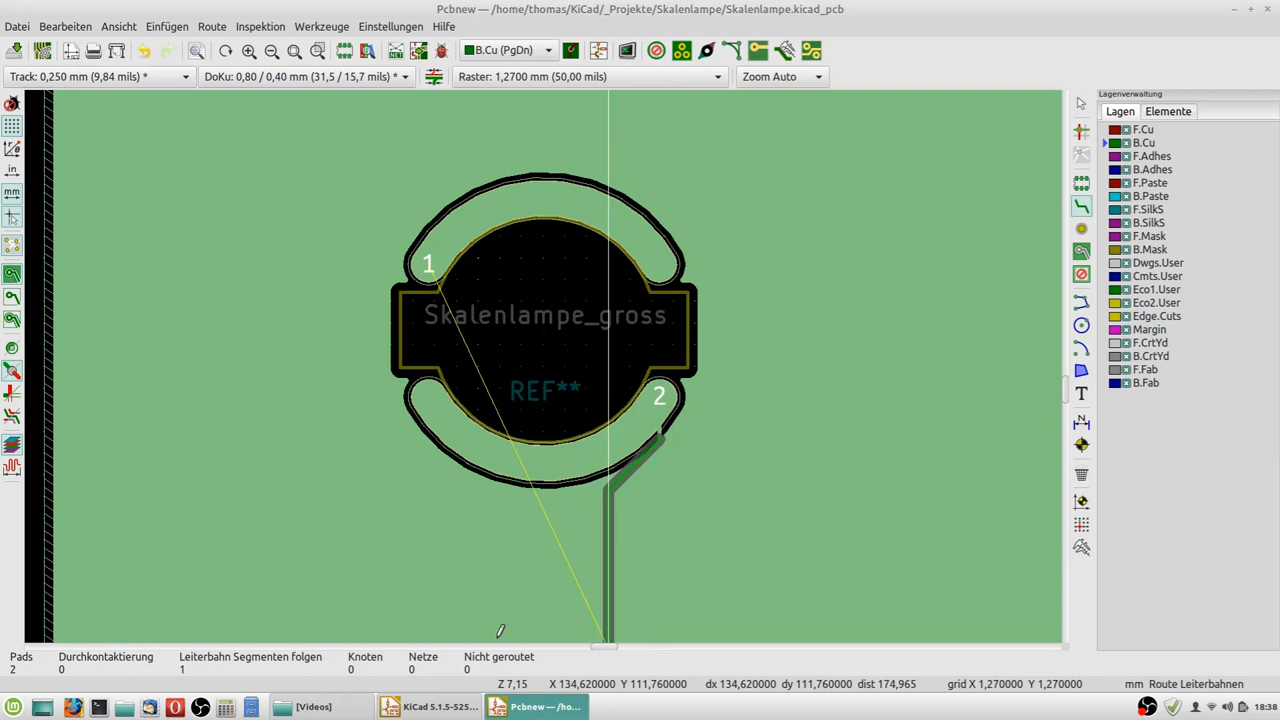 Pcbnew — /home/thomas/KiCad/_Projekte/Skalenlampe/Skalenlampe.kicad_pcb
Datei Bearbeiten Ansicht Einfügen Route Inspektion Werkzeuge Einstellungen Hilfe
B.Cu (PgDn)
Track: 0,250 mm (9,84 mils) * DoKu: 0,80 / 0,40 mm (31,5 / 15,7 mils) * Raster: 1,2700 mm (50,00 mils) Zoom Auto
Lagenverwaltung
Lagen Elemente
F.Cu
B.Cu
F.Adhes
B.Adhes
F.Paste
B.Paste
F.SilkS
B.SilkS
F.Mask
B.Mask
Dwgs.User
Cmts.User
Eco1.User
Eco2.User
Edge.Cuts
Margin
F.CrtYd
B.CrtYd
F.Fab
B.Fab
in
mm
1
Skalenlampe_gross
REF**
2
Pads Durchkontaktierung Leiterbahn Segmenten folgen Knoten Netze Nicht geroutet
2 0 1 0 0 0
Z 7,15 X 134,620000 Y 111,760000 dx 134,620000 dy 111,760000 dist 174,965 grid X 1,270000 Y 1,270000 mm Route Leiterbahnen
[Videos] KiCad 5.1.5-525... Pcbnew — /ho... 18:38